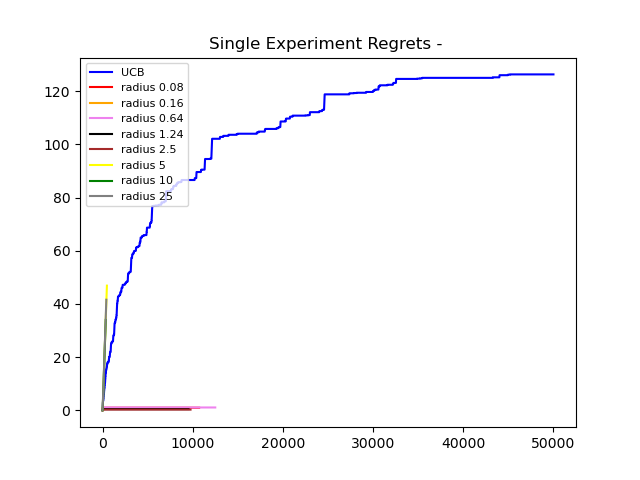 Single Experiment Regrets -
UCB
radius 0.08
radius 0.16
radius 0.64
radius 1.24
radius 2.5
radius 5
radius 10
radius 25
120
100
80
60
40
20
0
0 10000 20000 30000 40000 50000